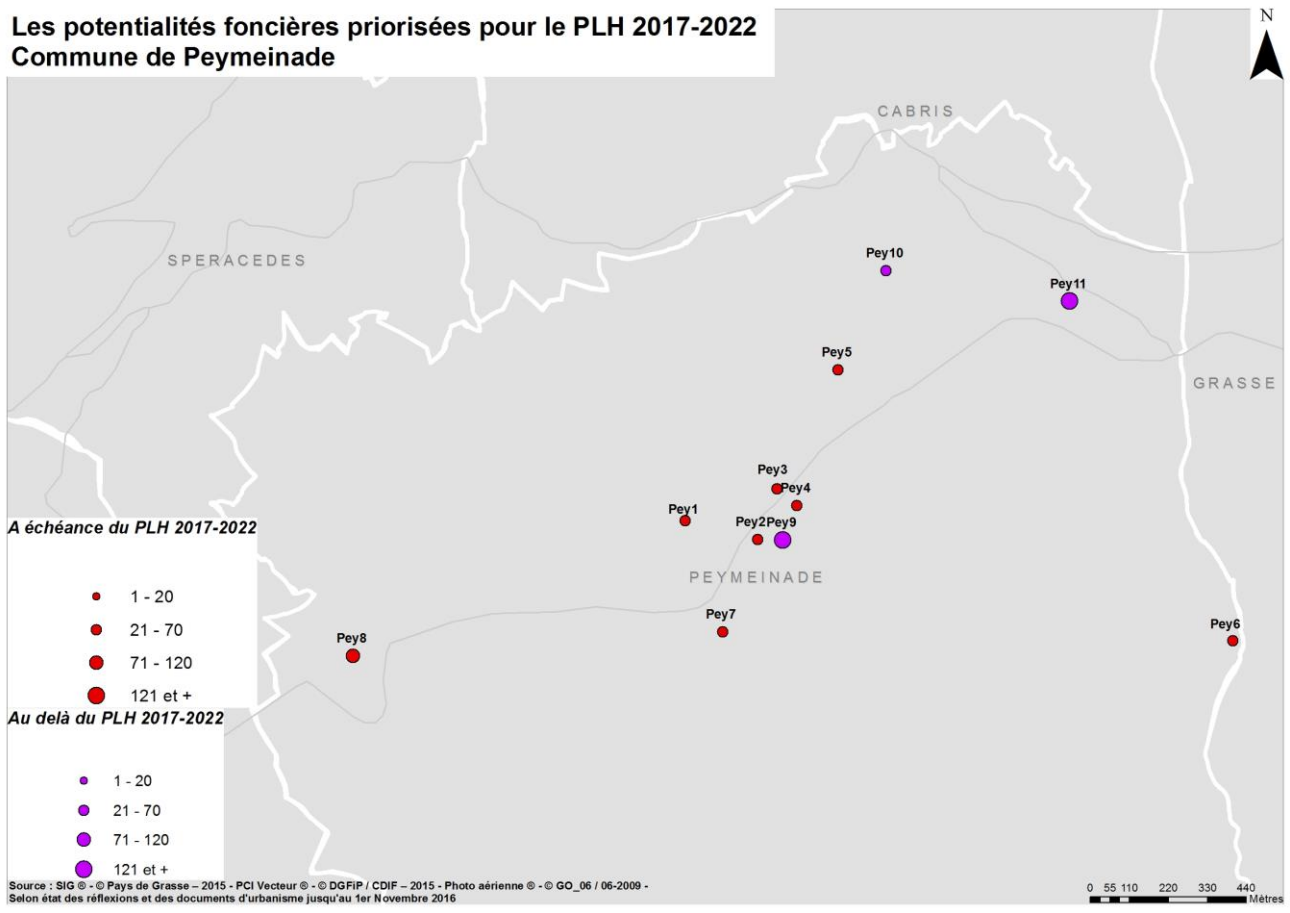 Les potentialités foncières priorisées pour le PLH 2017-2022
Commune de Peymeinade
N
CABRIS
SPERACEDES
Pey10
Pey11
Pey5
GRASSE
Pey3
Pey4
Pey1
Pey2
Pey9
PEYMEINADE
Pey7
Pey6
Pey8
A échéance du PLH 2017-2022
1 - 20
21 - 70
71 - 120
121 et +
Au delà du PLH 2017-2022
1 - 20
21 - 70
71 - 120
121 et +
Source : SIG ® - © Pays de Grasse – 2015 - PCI Vecteur ® - © DGFiP / CDIF – 2015 - Photo aérienne ® - © GO_06 / 06-2009 -
Selon état des réflexions et des documents d'urbanisme jusqu'au 1er Novembre 2016
0 55 110 220 330 440
Mètres